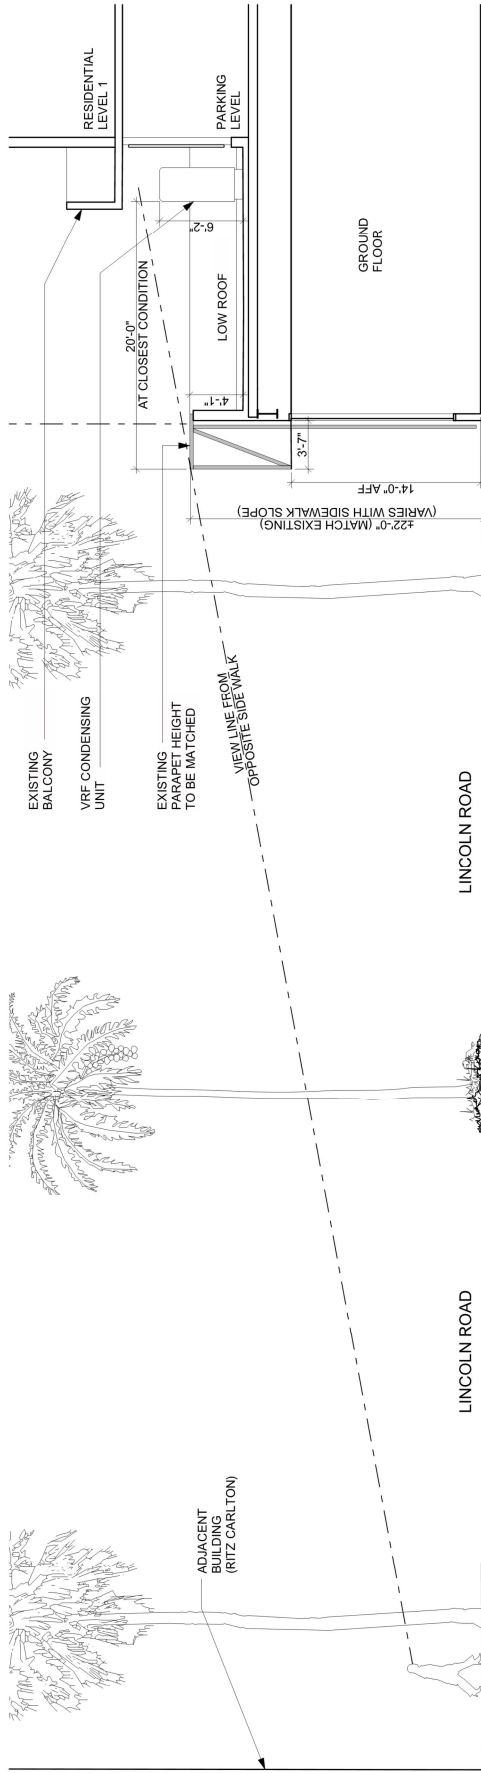 RESIDENTIAL
LEVEL 1
PARKING
LEVEL
20'-0"
AT CLOSEST CONDITION
6'-2"
LOW ROOF
4'-1"
GROUND
FLOOR
3'-7"
14'-0" AFF
±22'-0" (MATCH EXISTING)
(VARIES WITH SIDEWALK SLOPE)
EXISTING
BALCONY
VRF CONDENSING
UNIT
EXISTING
PARAPET HEIGHT
TO BE MATCHED
VIEW LINE FROM
OPPOSITE SIDE WALK
LINCOLN ROAD
LINCOLN ROAD
ADJACENT
BUILDING
(RITZ CARLTON)